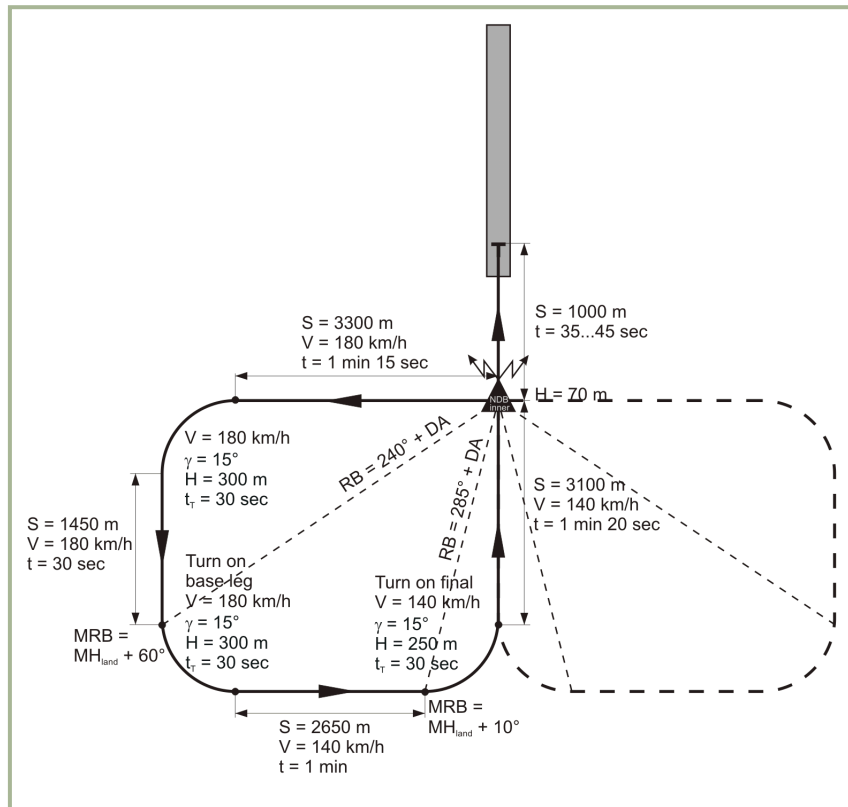 S = 1000 m
t = 35...45 sec
S = 3300 m
V = 180 km/h
t = 1 min 15 sec
NDB
inner
H = 70 m
V = 180 km/h
γ = 15°
H = 300 m
tT = 30 sec
RB = 240° + DA
RB = 285° + DA
S = 3100 m
V = 140 km/h
t = 1 min 20 sec
S = 1450 m
V = 180 km/h
t = 30 sec
Turn on
base leg
V = 180 km/h
γ = 15°
H = 300 m
tT = 30 sec
Turn on final
V = 140 km/h
γ = 15°
H = 250 m
tT = 30 sec
MRB =
MHland + 60°
MRB =
MHland + 10°
S = 2650 m
V = 140 km/h
t = 1 min